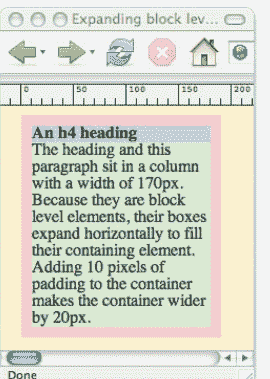 Expanding block lev...
0 50 100 150 200
An h4 heading
The heading and this
paragraph sit in a column
with a width of 170px.
Because they are block
level elements, their boxes
expand horizontally to fill
their containing element.
Adding 10 pixels of
padding to the container
makes the container wider
by 20px.
Done